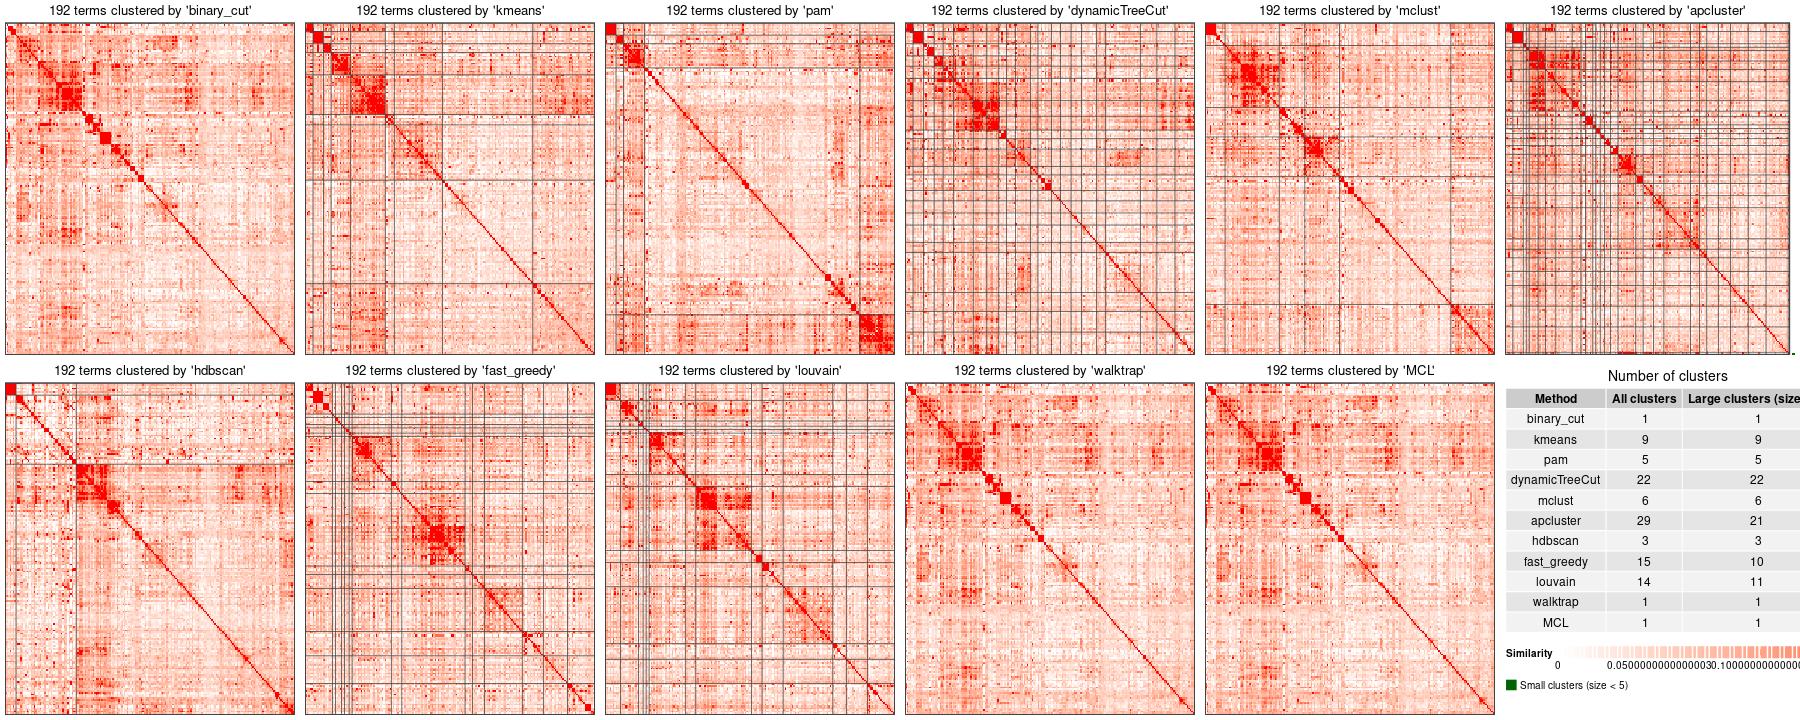 192 terms clustered by 'binary_cut'
192 terms clustered by 'kmeans'
192 terms clustered by 'pam'
192 terms clustered by 'dynamicTreeCut'
192 terms clustered by 'mclust'
192 terms clustered by 'apcluster'
192 terms clustered by 'hdbscan'
192 terms clustered by 'fast_greedy'
192 terms clustered by 'louvain'
192 terms clustered by 'walktrap'
192 terms clustered by 'MCL'
Number of clusters
Method All clusters Large clusters (size
binary_cut 1 1
kmeans 9 9
pam 5 5
dynamicTreeCut 22 22
mclust 6 6
apcluster 29 21
hdbscan 3 3
fast_greedy 15 10
louvain 14 11
walktrap 1 1
MCL 1 1
Similarity
0
Small clusters (size < 5)